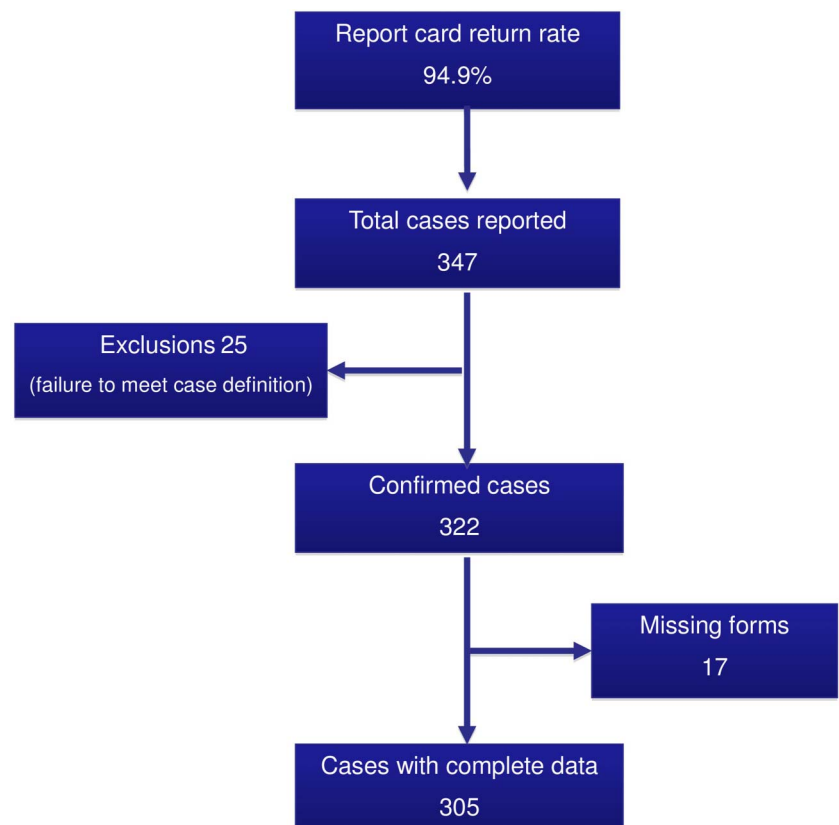 Report card return rate
94.9%
Total cases reported
347
Exclusions 25
(failure to meet case definition)
Confirmed cases
322
Missing forms
17
Cases with complete data
305